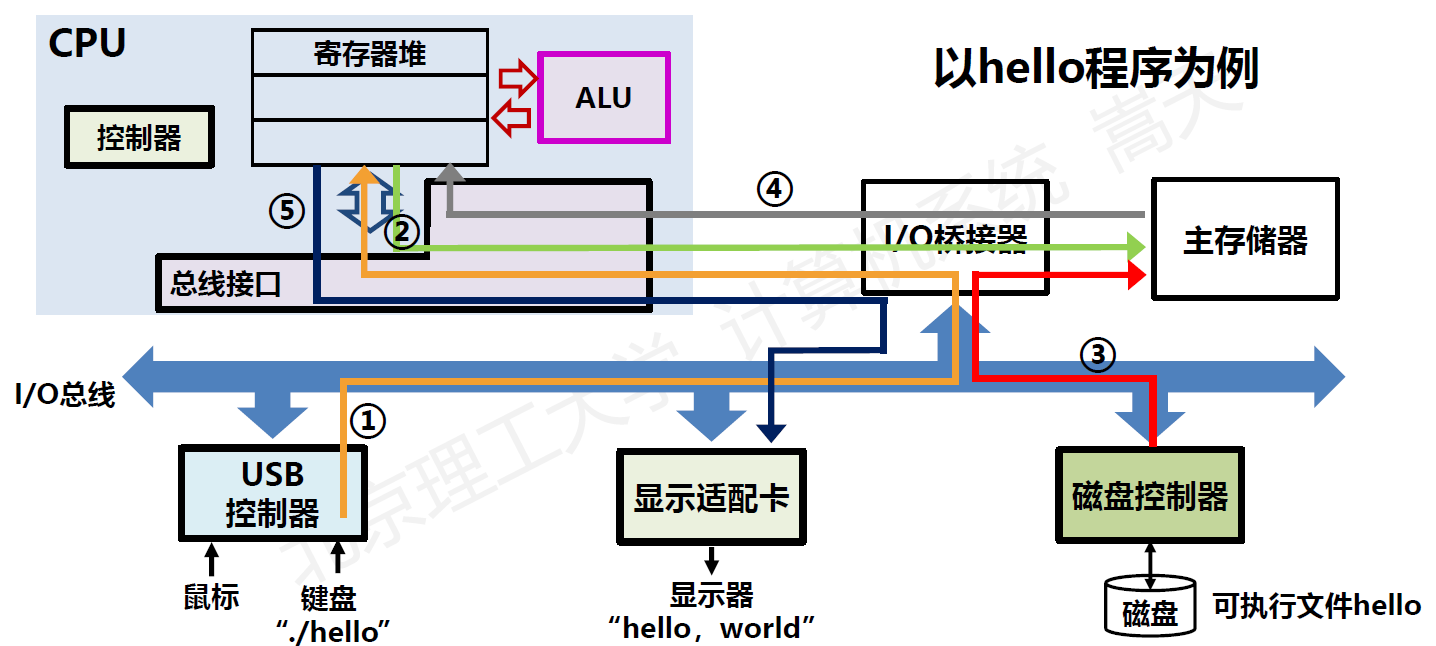 CPU
寄存器堆
以hello程序为例
ALU
控制器
④
⑤
②
I/O桥接器
主存储器
总线接口
③
I/O总线
①
USB
控制器
显示适配卡
磁盘控制器
鼠标
键盘
“./hello”
显示器
“hello，world”
磁盘
可执行文件hello
北京理工大学 计算机系统 嵩天